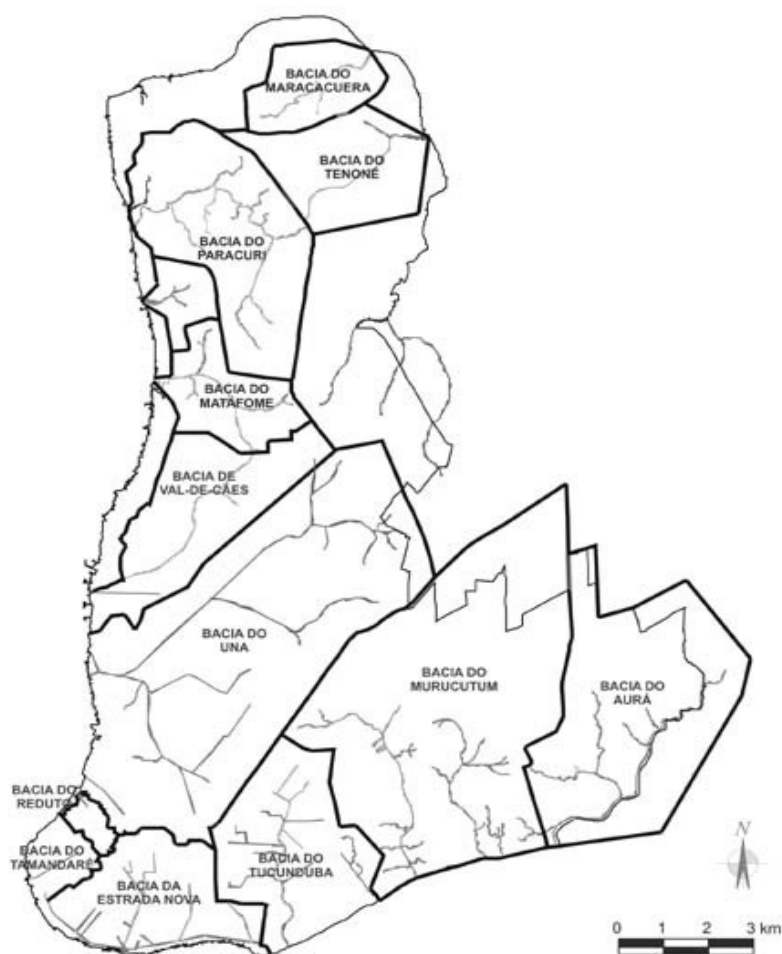 BACIA DO
MARACACUERA
BACIA DO
TENONÉ
BACIA DO
PARACURI
BACIA DO
MATAFOME
BACIA DE
VAL-DE-CÃES
BACIA DO
UNA
BACIA DO
MURUCUTUM
BACIA DO
AURÁ
BACIA DO
REDUTO
BACIA DO
TAMANDARÉ
BACIA DO
TUCUNDUBA
BACIA DA
ESTRADA NOVA
N
0 1 2 3 km